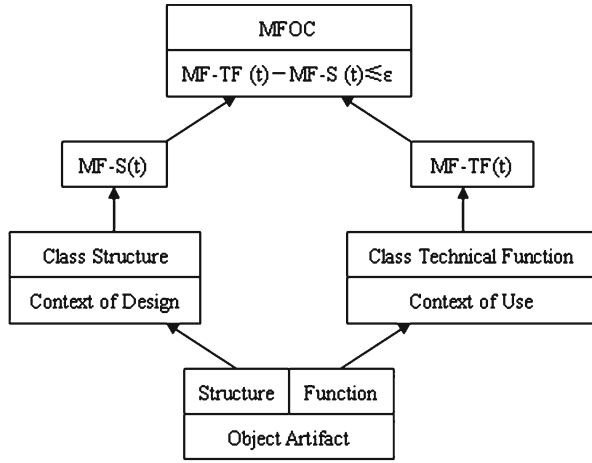 MFOC
MF-TF (t)−MF-S (t)≤ε
MF-S(t)
MF-TF(t)
Class Structure
Context of Design
Class Technical Function
Context of Use
Structure
Function
Object Artifact